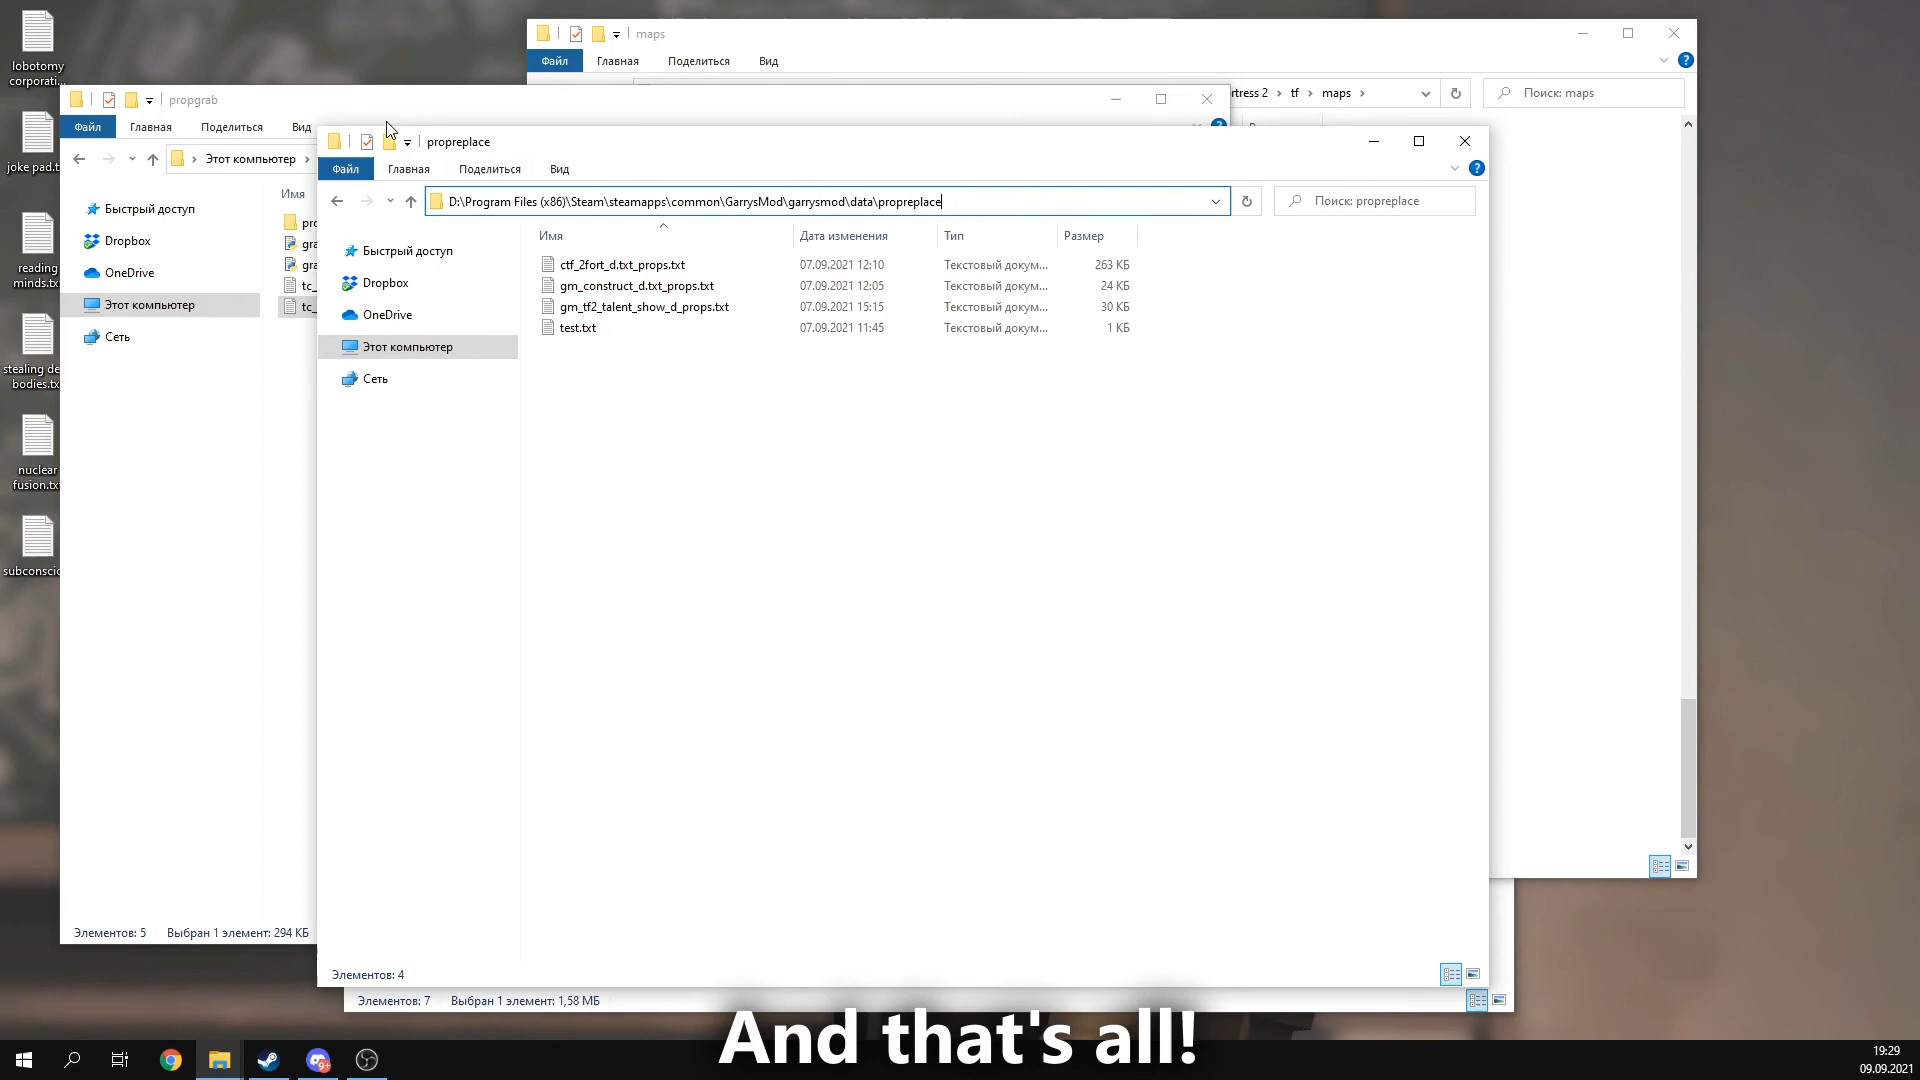 lobotomy
corporati...
joke pad.t
reading
minds.tx
stealing de
bodies.tx
nuclear
fusion.tx
subconscio
maps
Файл
Главная
Поделиться
Вид
rtress 2 › tf › maps ›
Поиск: maps
propgrab
Файл
Главная
Поделиться
Вид
Этот компьютер ›
Имя
Быстрый доступ
Dropbox
OneDrive
Этот компьютер
Сеть
pro
gra
gra
tc_
tc_
Элементов: 5
Выбран 1 элемент: 294 КБ
propreplace
Файл
Главная
Поделиться
Вид
D:\Program Files (x86)\Steam\steamapps\common\GarrysMod\garrysmod\data\propreplace
Поиск: propreplace
Быстрый доступ
Dropbox
OneDrive
Этот компьютер
Сеть
Имя Дата изменения Тип Размер
ctf_2fort_d.txt_props.txt 07.09.2021 12:10 Текстовый докум... 263 КБ
gm_construct_d.txt_props.txt 07.09.2021 12:05 Текстовый докум... 24 КБ
gm_tf2_talent_show_d_props.txt 07.09.2021 15:15 Текстовый докум... 30 КБ
test.txt 07.09.2021 11:45 Текстовый докум... 1 КБ
Элементов: 4
Элементов: 7
Выбран 1 элемент: 1,58 МБ
And that's all!
9+
19:29
09.09.2021